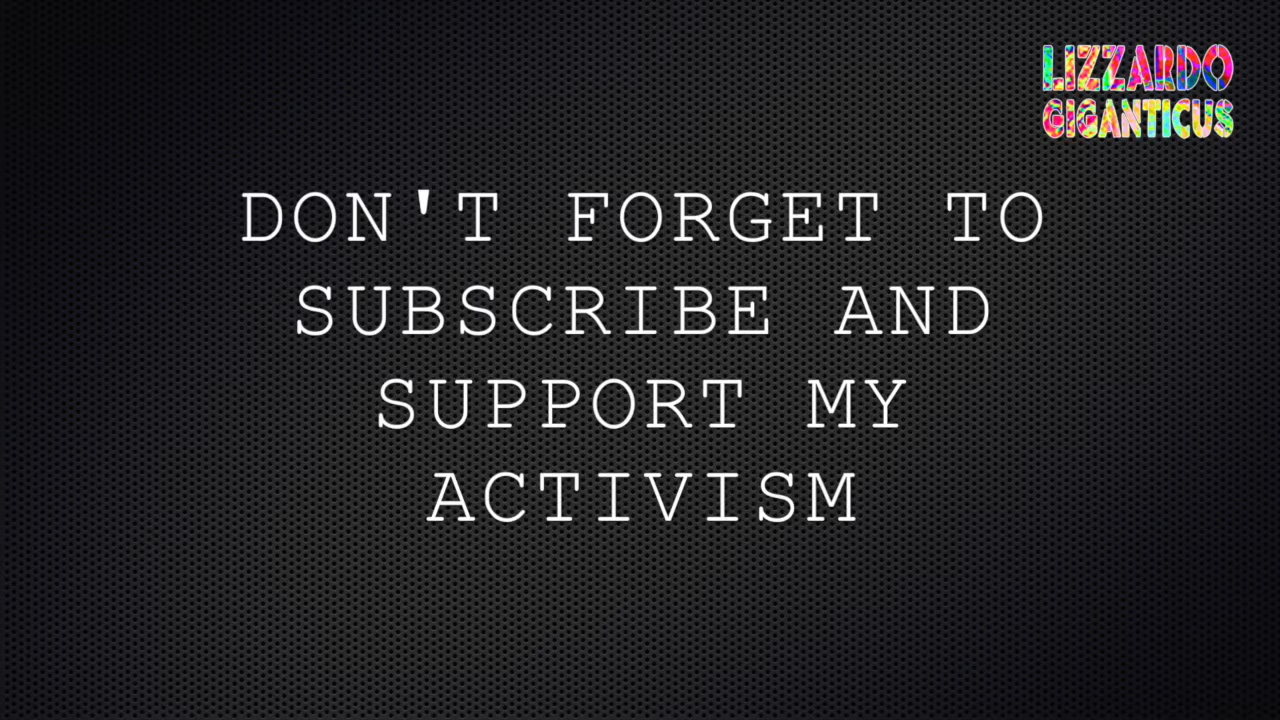 LIZZARDO
GIGANTICUS
DON'T FORGET TO
SUBSCRIBE AND
SUPPORT MY
ACTIVISM